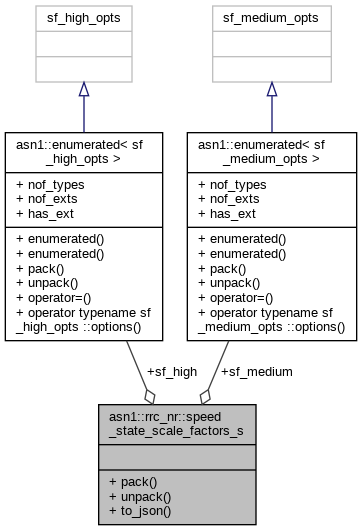 sf_high_opts
sf_medium_opts
asn1::enumerated< sf
_high_opts >
+ nof_types
+ nof_exts
+ has_ext
+ enumerated()
+ enumerated()
+ pack()
+ unpack()
+ operator=()
+ operator typename sf
_high_opts ::options()
asn1::enumerated< sf
_medium_opts >
+ nof_types
+ nof_exts
+ has_ext
+ enumerated()
+ enumerated()
+ pack()
+ unpack()
+ operator=()
+ operator typename sf
_medium_opts ::options()
+sf_high
+sf_medium
asn1::rrc_nr::speed
_state_scale_factors_s
+ pack()
+ unpack()
+ to_json()